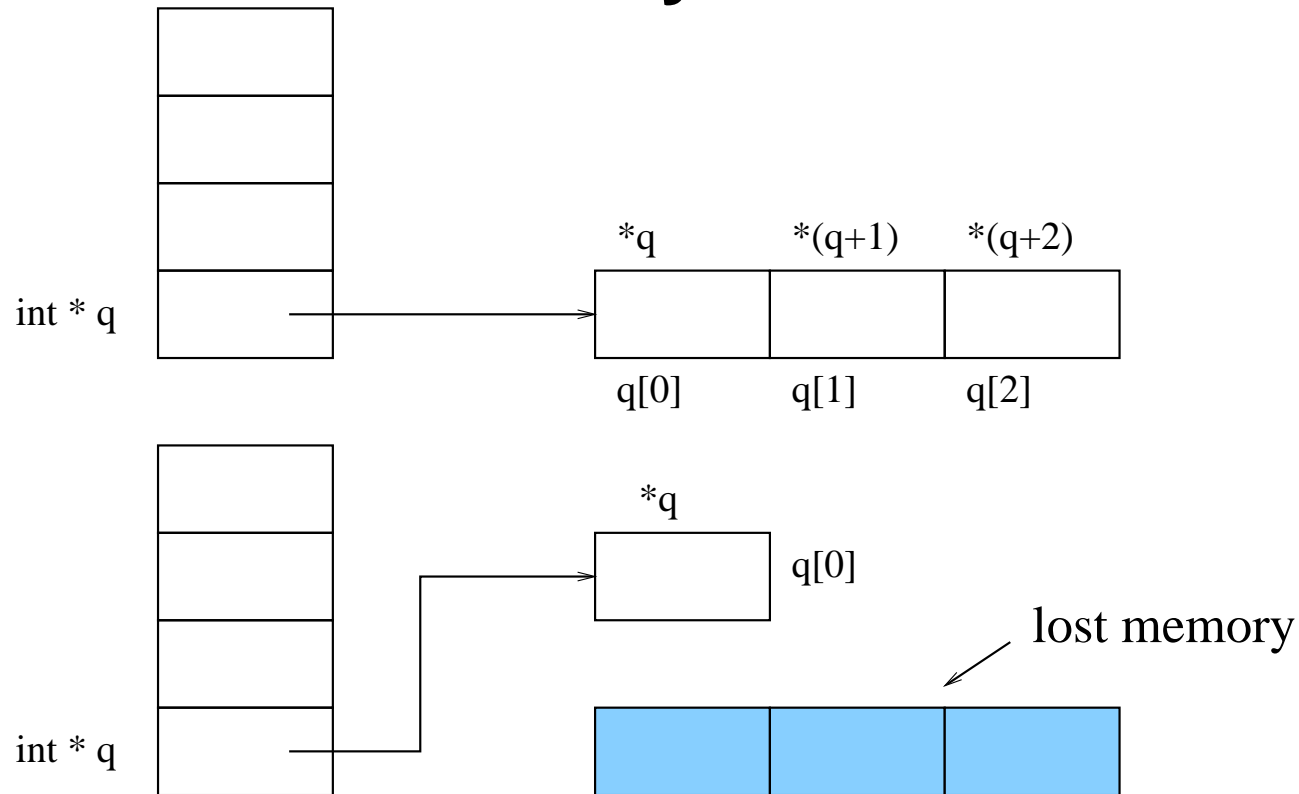 *q *(q+1) *(q+2)
int * q
q[0] q[1] q[2]
*q
q[0]
lost memory
int * q